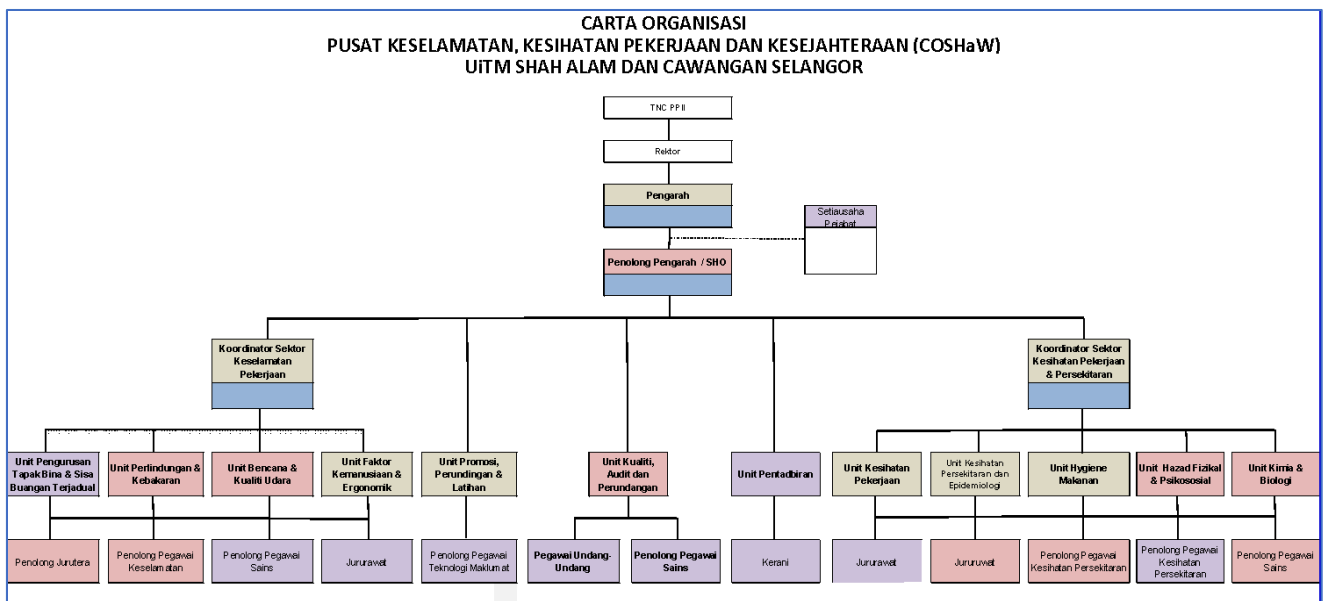 CARTA ORGANISASI
PUSAT KESELAMATAN, KESIHATAN PEKERJAAN DAN KESEJAHTERAAN (COSHaW)
UiTM SHAH ALAM DAN CAWANGAN SELANGOR
TNC PPII
Rektor
Pengarah
Setiausaha
Pejabat
Penolong Pengarah / SHO
Koordinator Sektor
Keselamatan
Pekerjaan
Koordinator Sektor
Kesihatan Pekerjaan
& Persekitaran
Unit Pengurusan
Tapak Bina & Sisa
Buangan Terjadual
Unit Perlindungan &
Kebakaran
Unit Bencana &
Kualiti Udara
Unit Faktor
Kemanusiaan &
Ergonomik
Unit Promosi,
Perundingan &
Latihan
Unit Kualiti,
Audit dan
Perundangan
Unit Pentadbiran
Unit Kesihatan
Pekerjaan
Unit Kesihatan
Persekitaran dan
Epidemiologi
Unit Hygiene
Makanan
Unit Hazad Fizikal
& Psikososial
Unit Kimia &
Biologi
Penolong Jurutera
Penolong Pegawai
Keselamatan
Penolong Pegawai
Sains
Jururawat
Penolong Pegawai
Teknologi Maklumat
Pegawai Undang-
Undang
Penolong Pegawai
Sains
Kerani
Jururawat
Jururuwat
Penolong Pegawai
Kesihatan Persekitaran
Penolong Pegawai
Kesihatan
Persekitaran
Penolong Pegawai
Sains